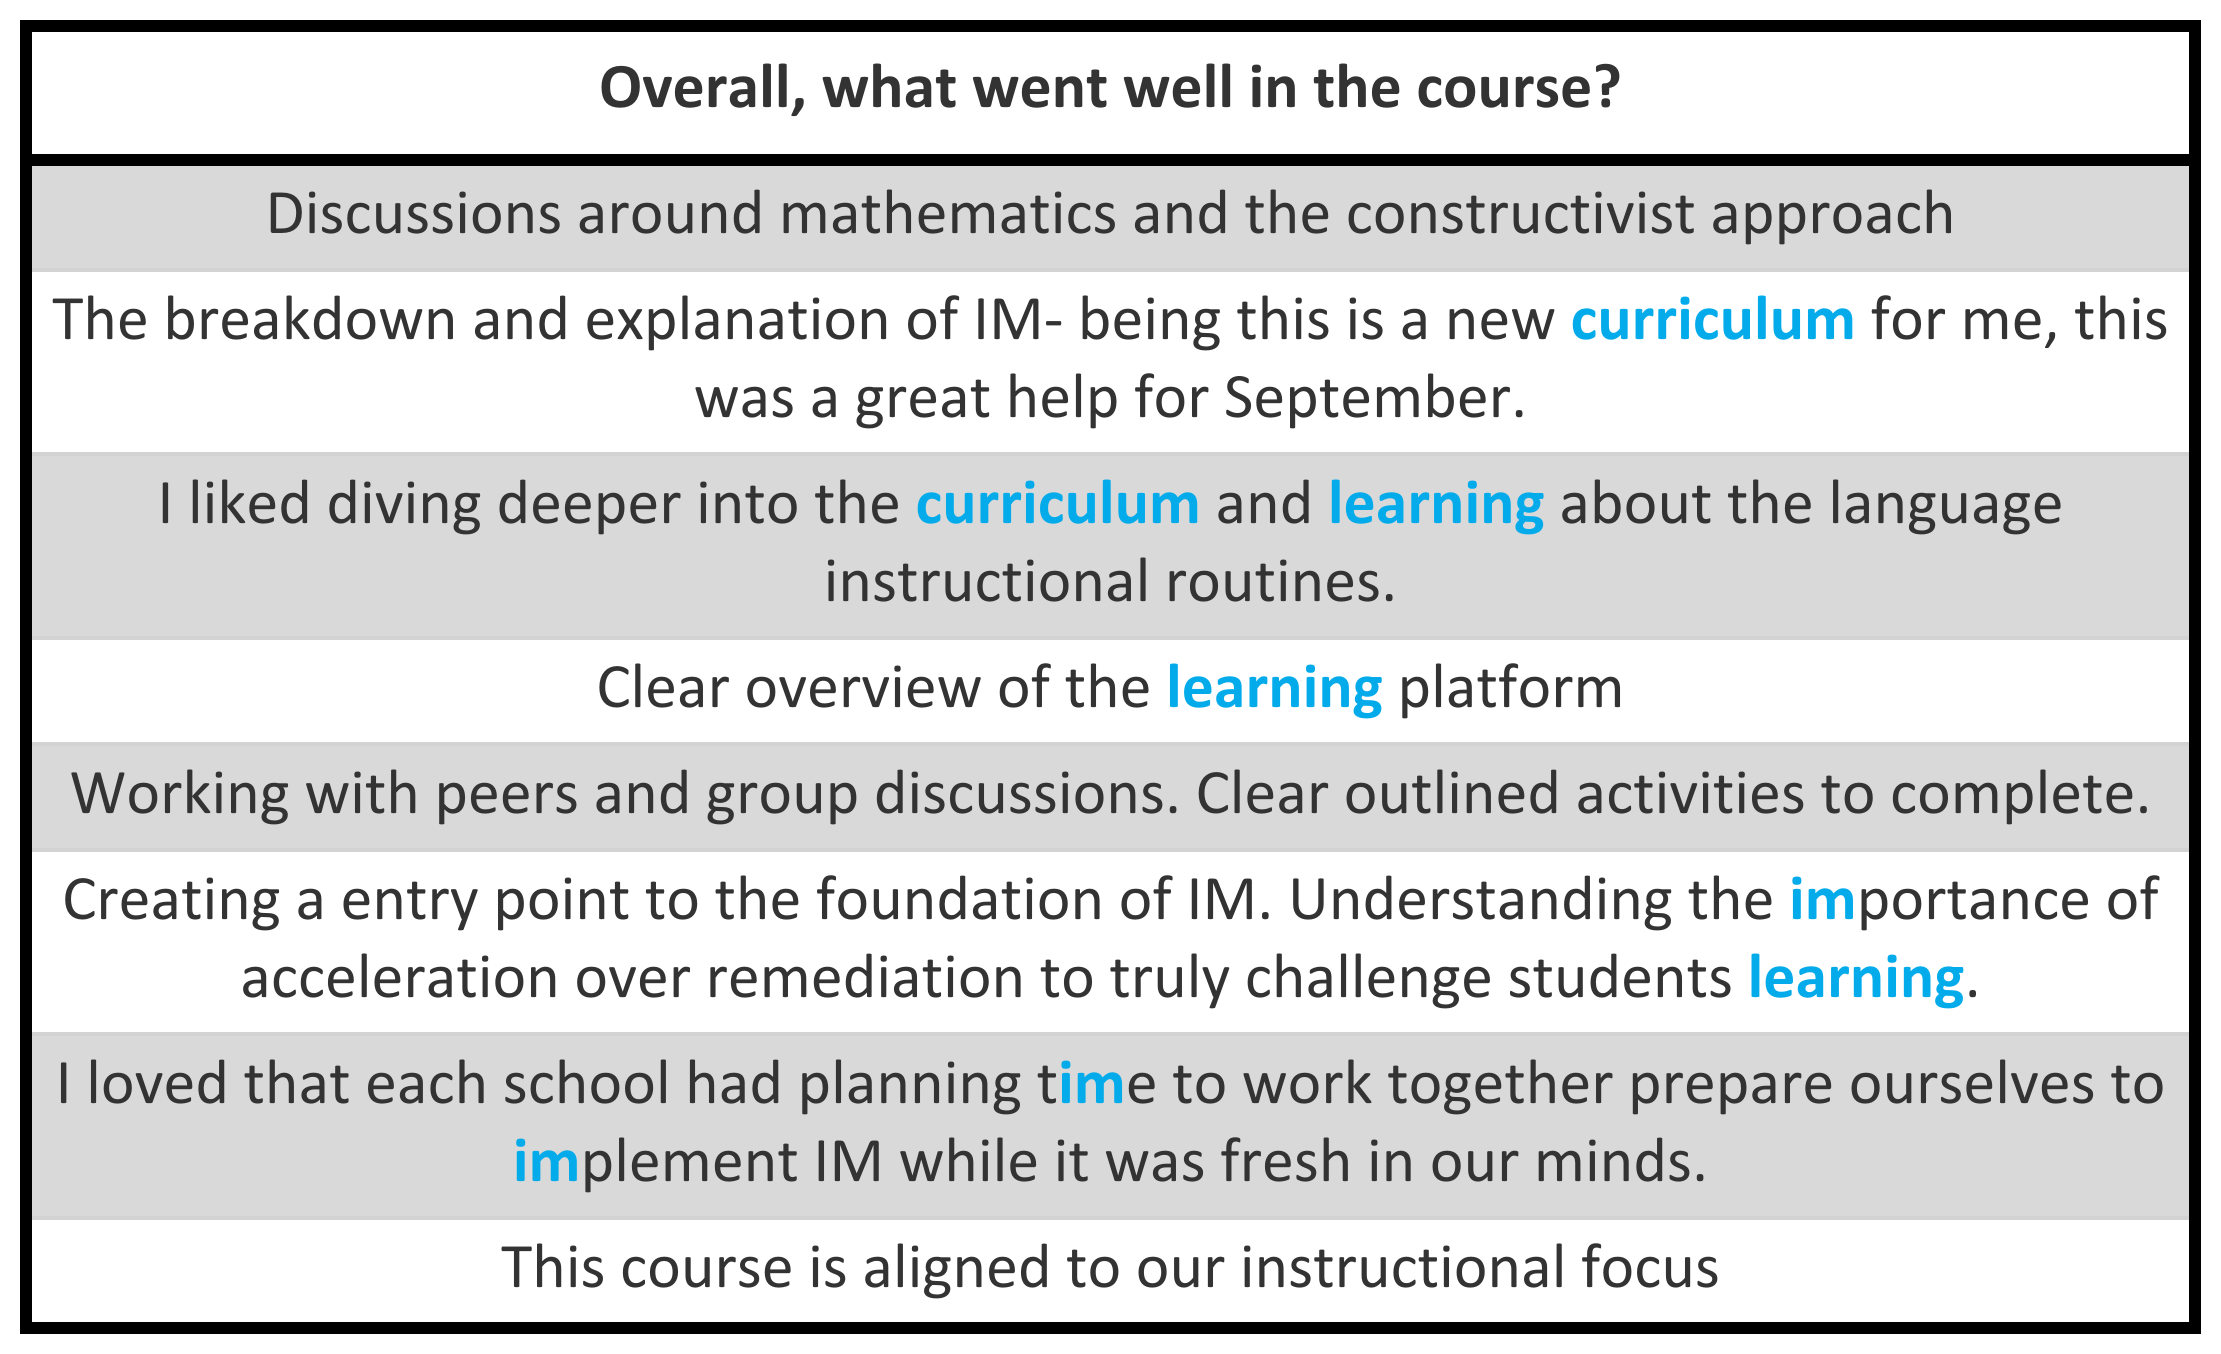 Overall, what went well in the course?
Discussions around mathematics and the constructivist approach
The breakdown and explanation of IM- being this is a new curriculum for me, this
was a great help for September.
I liked diving deeper into the curriculum and learning about the language
instructional routines.
Clear overview of the learning platform
Working with peers and group discussions. Clear outlined activities to complete.
Creating a entry point to the foundation of IM. Understanding the importance of
acceleration over remediation to truly challenge students learning.
I loved that each school had planning time to work together prepare ourselves to
implement IM while it was fresh in our minds.
This course is aligned to our instructional focus